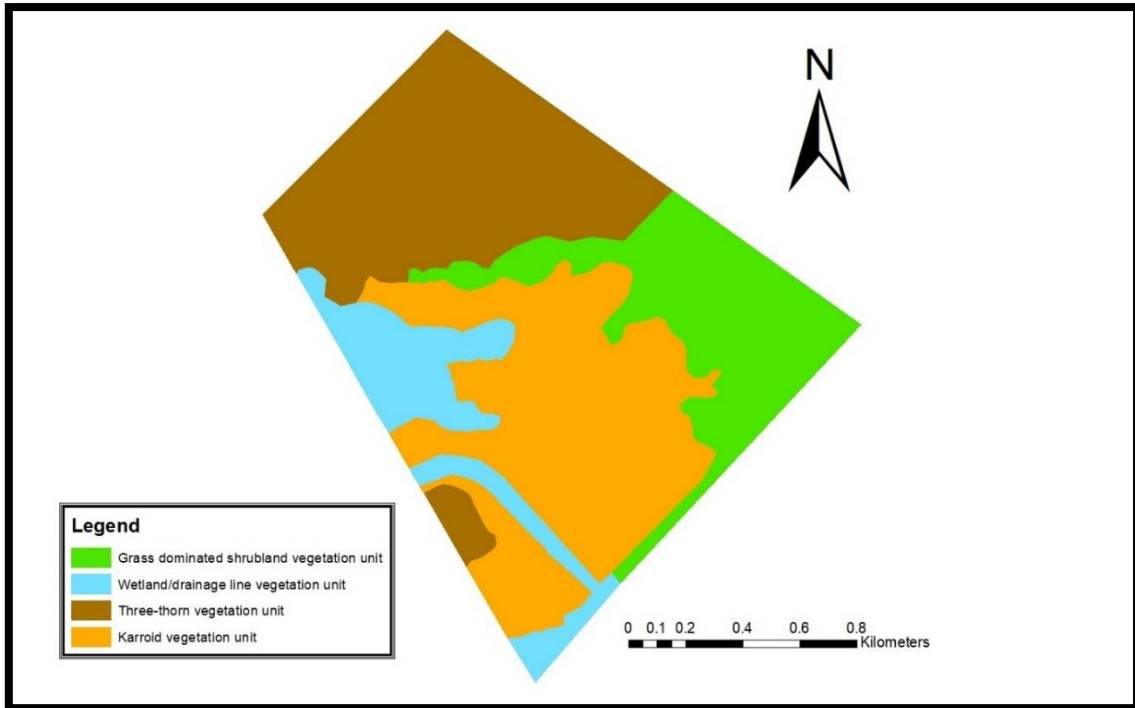 N
Legend
Grass dominated shrubland vegetation unit
Wetland/drainage line vegetation unit
Three-thorn vegetation unit
Karroid vegetation unit
0 0.1 0.2 0.4 0.6 0.8
Kilometers